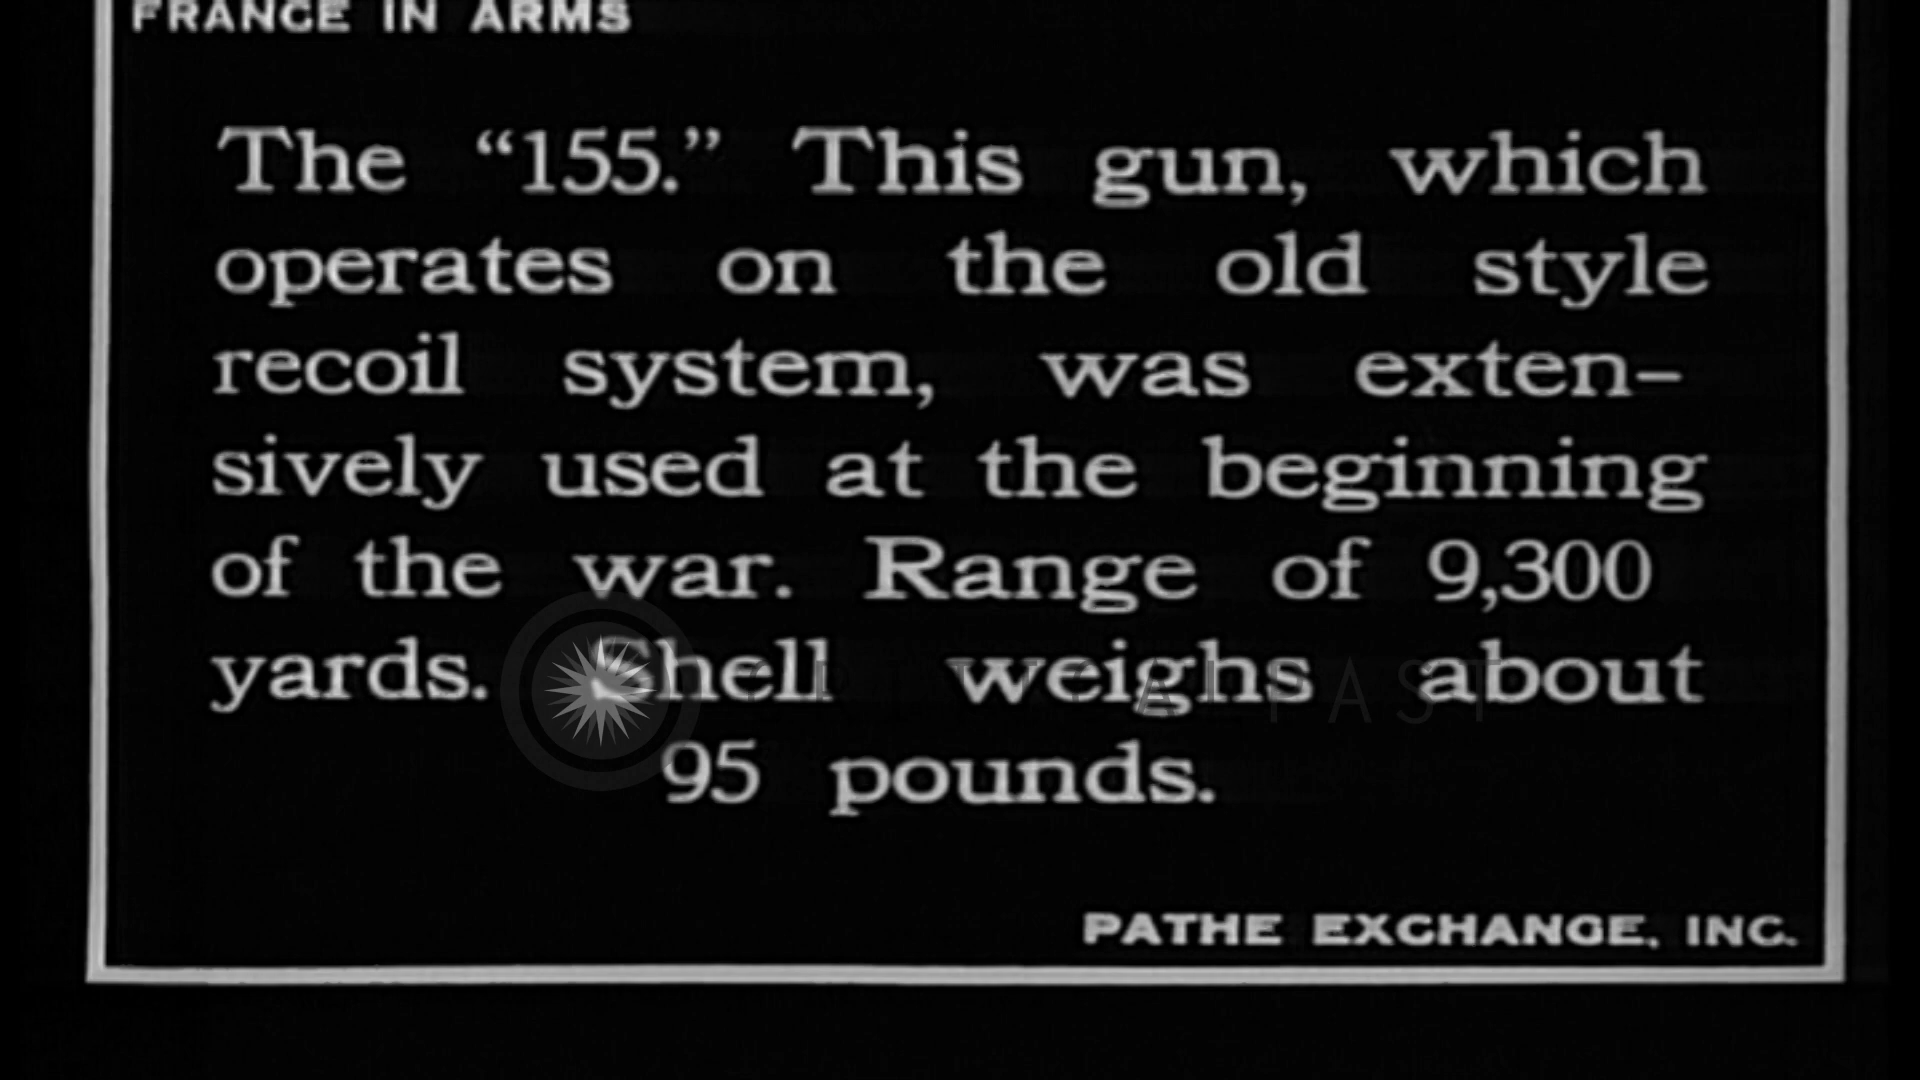 FRANCE IN ARMS
The “155.” This gun, which
operates on the old style
recoil system, was exten–
sively used at the beginning
of the war. Range of 9,300
yards. Shell weighs about
95 pounds.
PATHE EXCHANGE, INC.